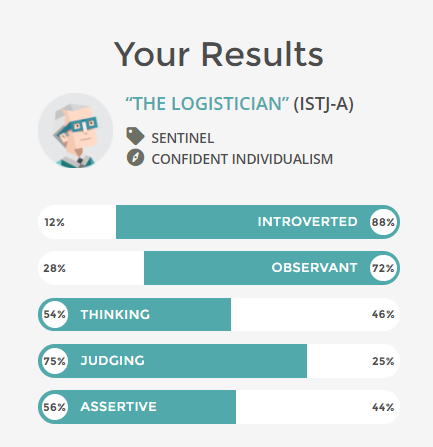 Your Results
“THE LOGISTICIAN” (ISTJ-A)
SENTINEL
CONFIDENT INDIVIDUALISM
12% INTROVERTED 88%
28% OBSERVANT 72%
54% THINKING 46%
75% JUDGING 25%
56% ASSERTIVE 44%